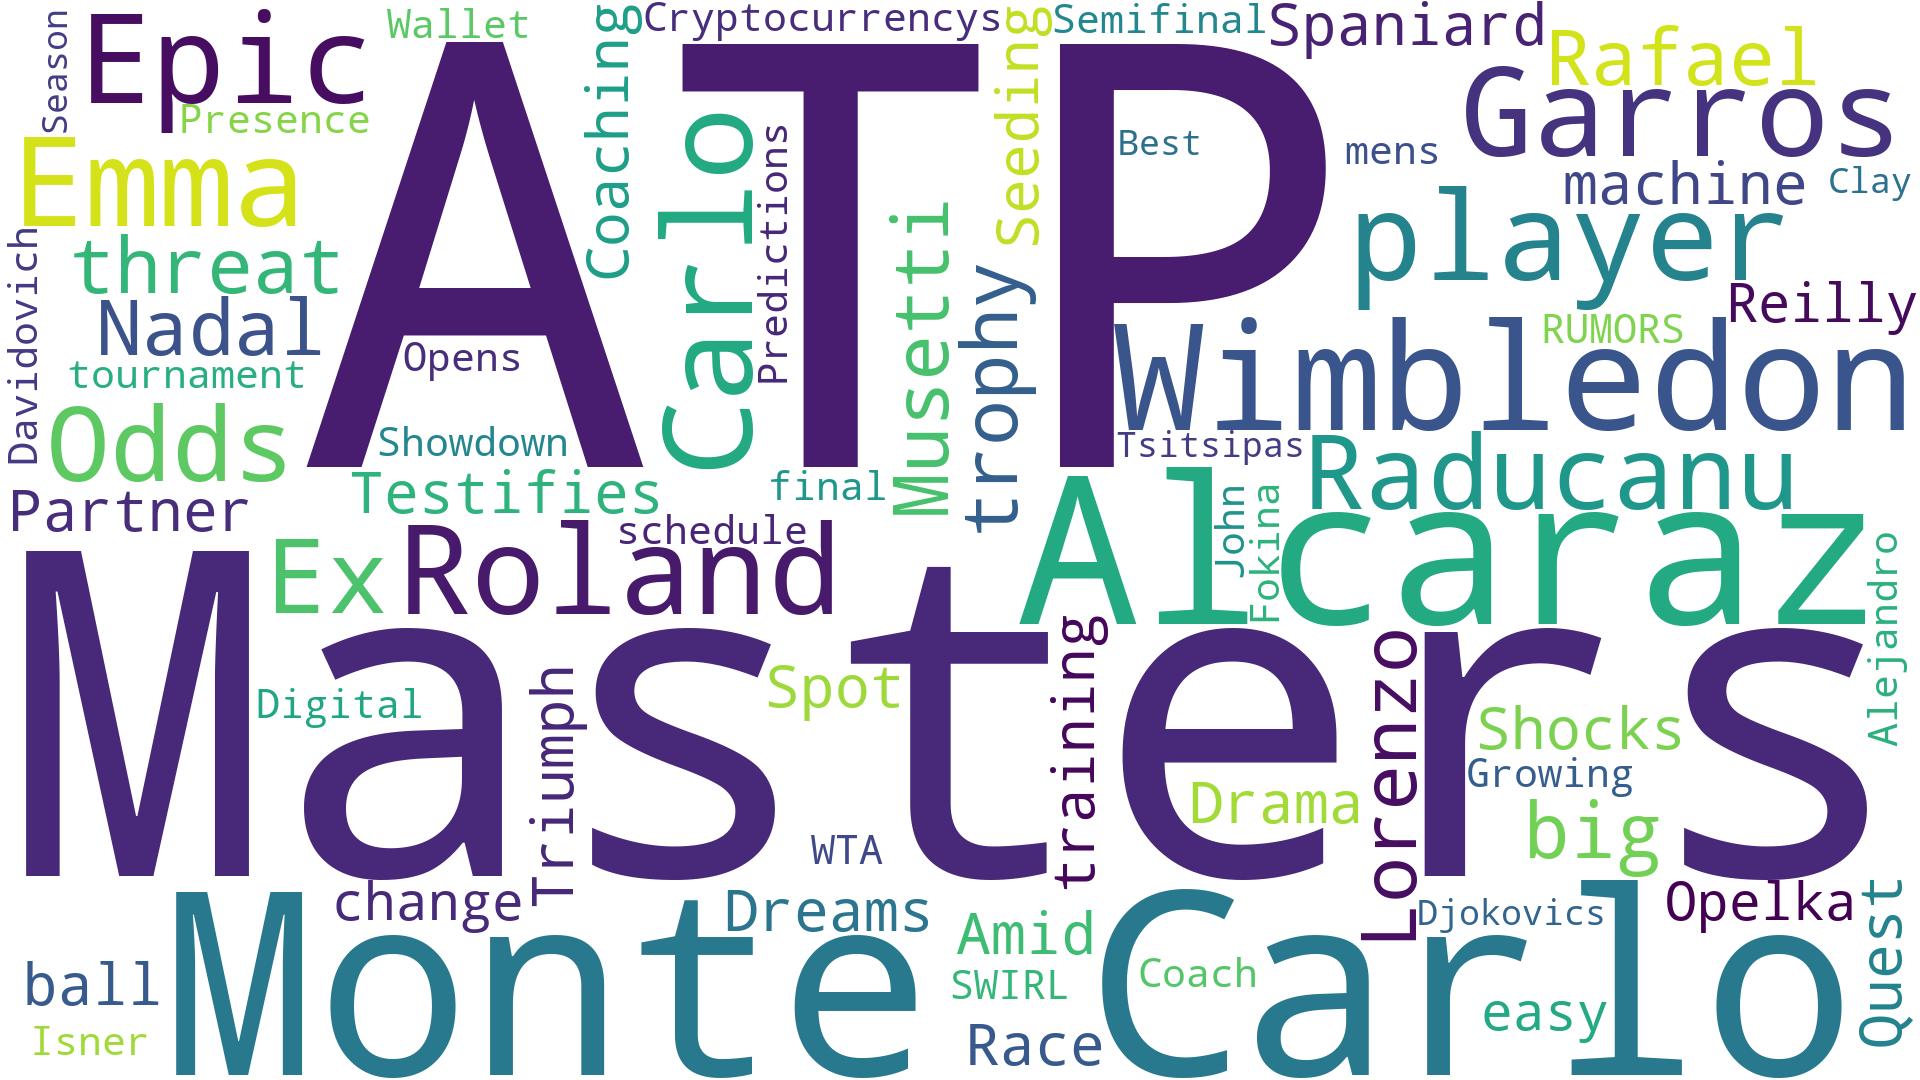 Season
Epic
Wallet
Coaching
Cryptocurrencys
Seeding
Semifinal
Spaniard
Rafael
Presence
ATP
Carlo
Predictions
Best
mens
Garros
Emma
machine
Clay
threat
Davidovich
Nadal
Opens
Musetti
trophy
player
Reilly
tournament
RUMORS
Wimbledon
Odds
Showdown
Testifies
final
Tsitsipas
Raducanu
Partner
Ex
Roland
schedule
Alcaraz
John
Fokina
Alejandro
Masters
Digital
Triumph
Spot
training
Lorenzo
Shocks
Growing
Drama
big
WTA
change
Dreams
Amid
Djokovics
Opelka
Quest
ball
Monte Carlo
SWIRL
Coach
easy
Isner
Race